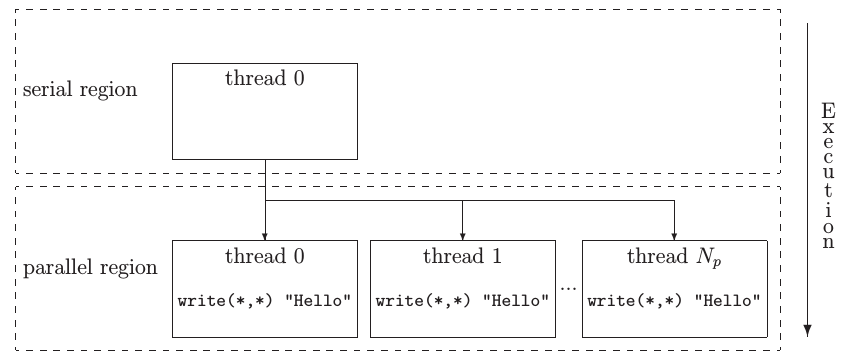 thread 0
serial region
Execution
thread 0
thread 1
thread N_p
parallel region
...
write(*,*) "Hello"
write(*,*) "Hello"
write(*,*) "Hello"